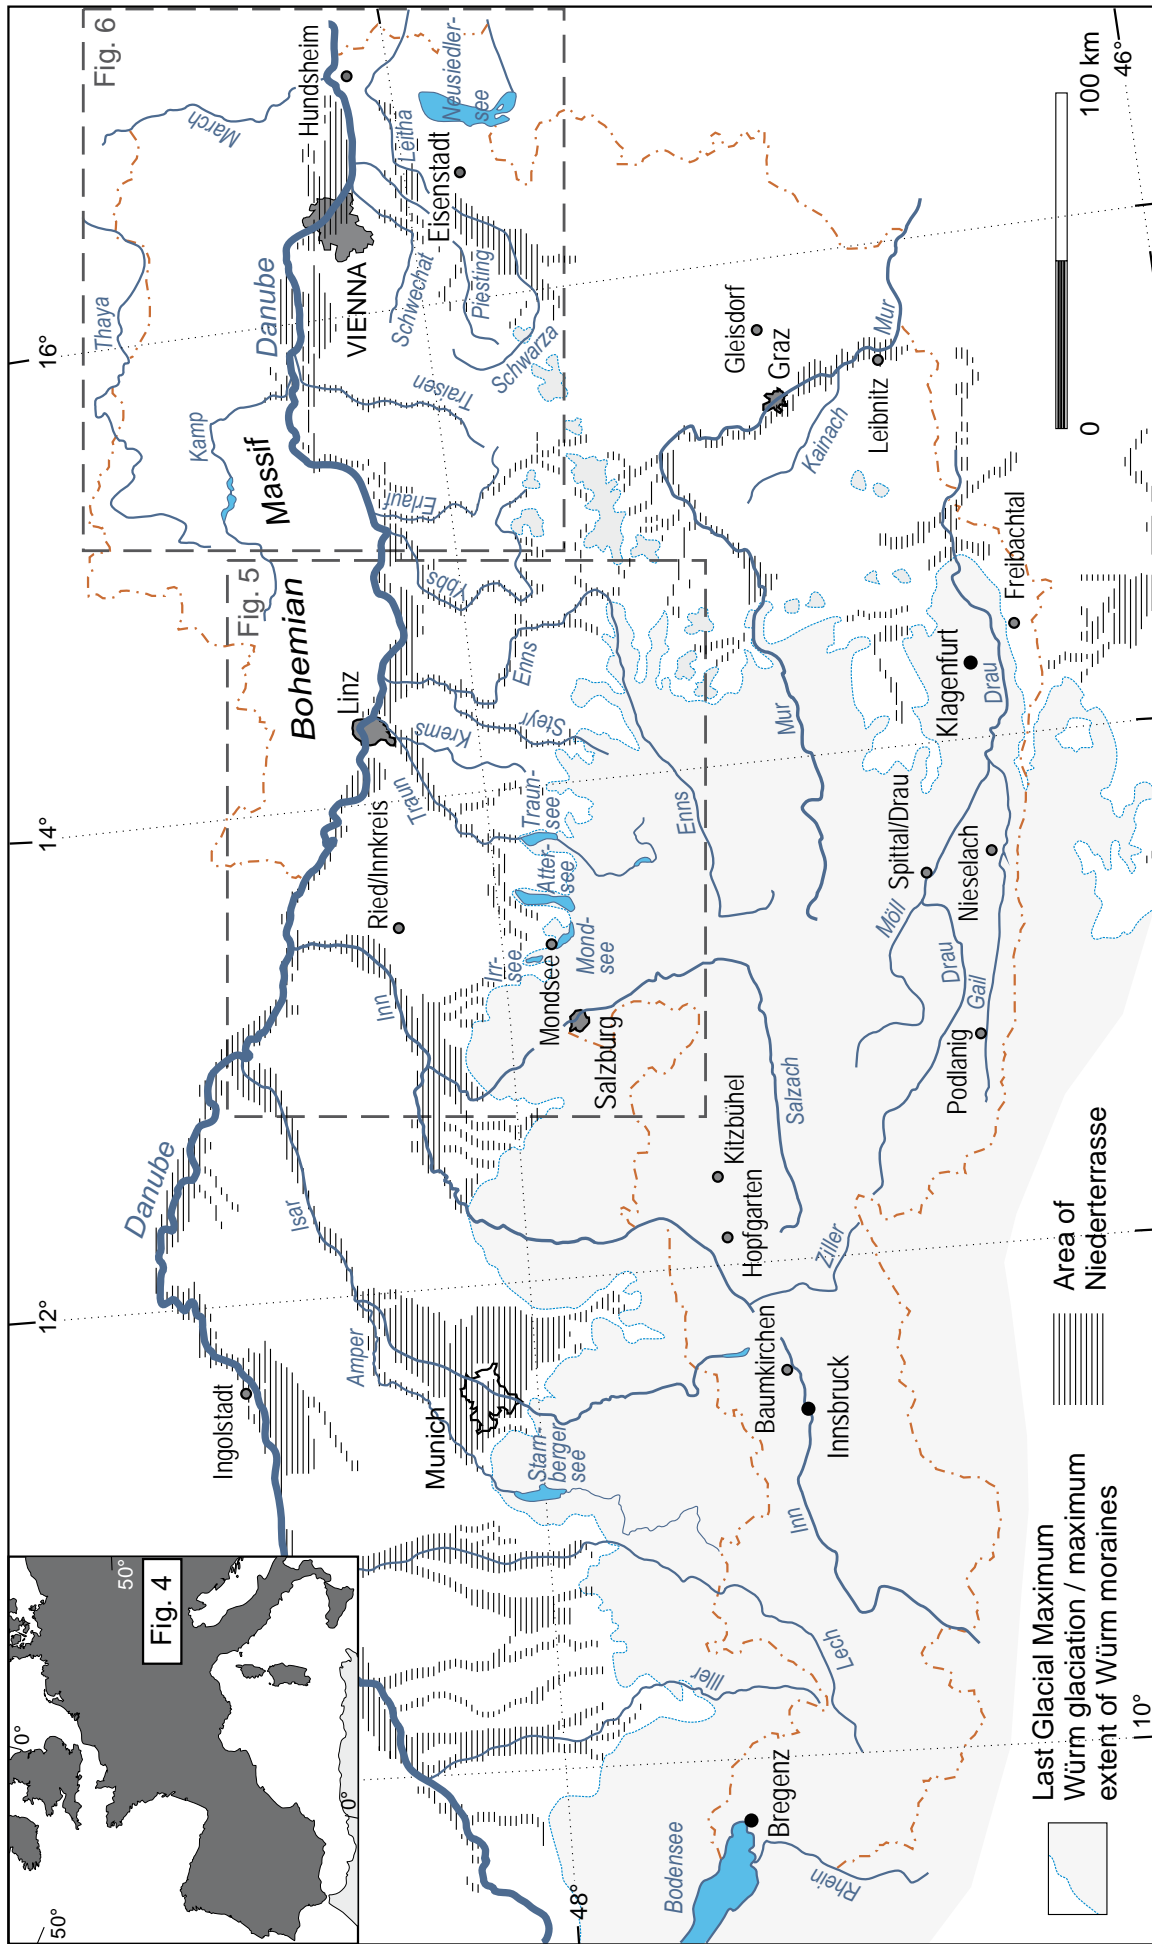 50°
0°
50°
0°
Fig. 4
12°
14°
16°
Fig. 6
Fig. 5
Danube
Ingolstadt
Isar
Amper
Munich
Starn-
berger
see
Inn
Ried/Innkreis
Linz
Bohemian
Massif
Kamp
Thaya
March
Danube
VIENNA
Hundsheim
Leitha
Neusiedler-
see
Eisenstadt
Schwechat
Piesting
Schwarza
Traisen
Erlauf
Ybbs
Enns
Steyr
Krems
Traun
Traun-
see
Atter-
see
Mond-
see
Irr-
see
Mondsee
Salzburg
Salzach
Kitzbühel
Hopfgarten
Ziller
Baumkirchen
Innsbruck
Inn
Lech
Iller
48°
Bodensee
Bregenz
Rhein
Enns
Mur
Gleisdorf
Graz
Kainach
Leibnitz
Mur
Spittal/Drau
Möll
Nieselach
Drau
Gail
Podlanig
Klagenfurt
Drau
Freibachtal
Last Glacial Maximum
Würm glaciation / maximum
extent of Würm moraines
Area of
Niederterrasse
0
100 km
10°
46°